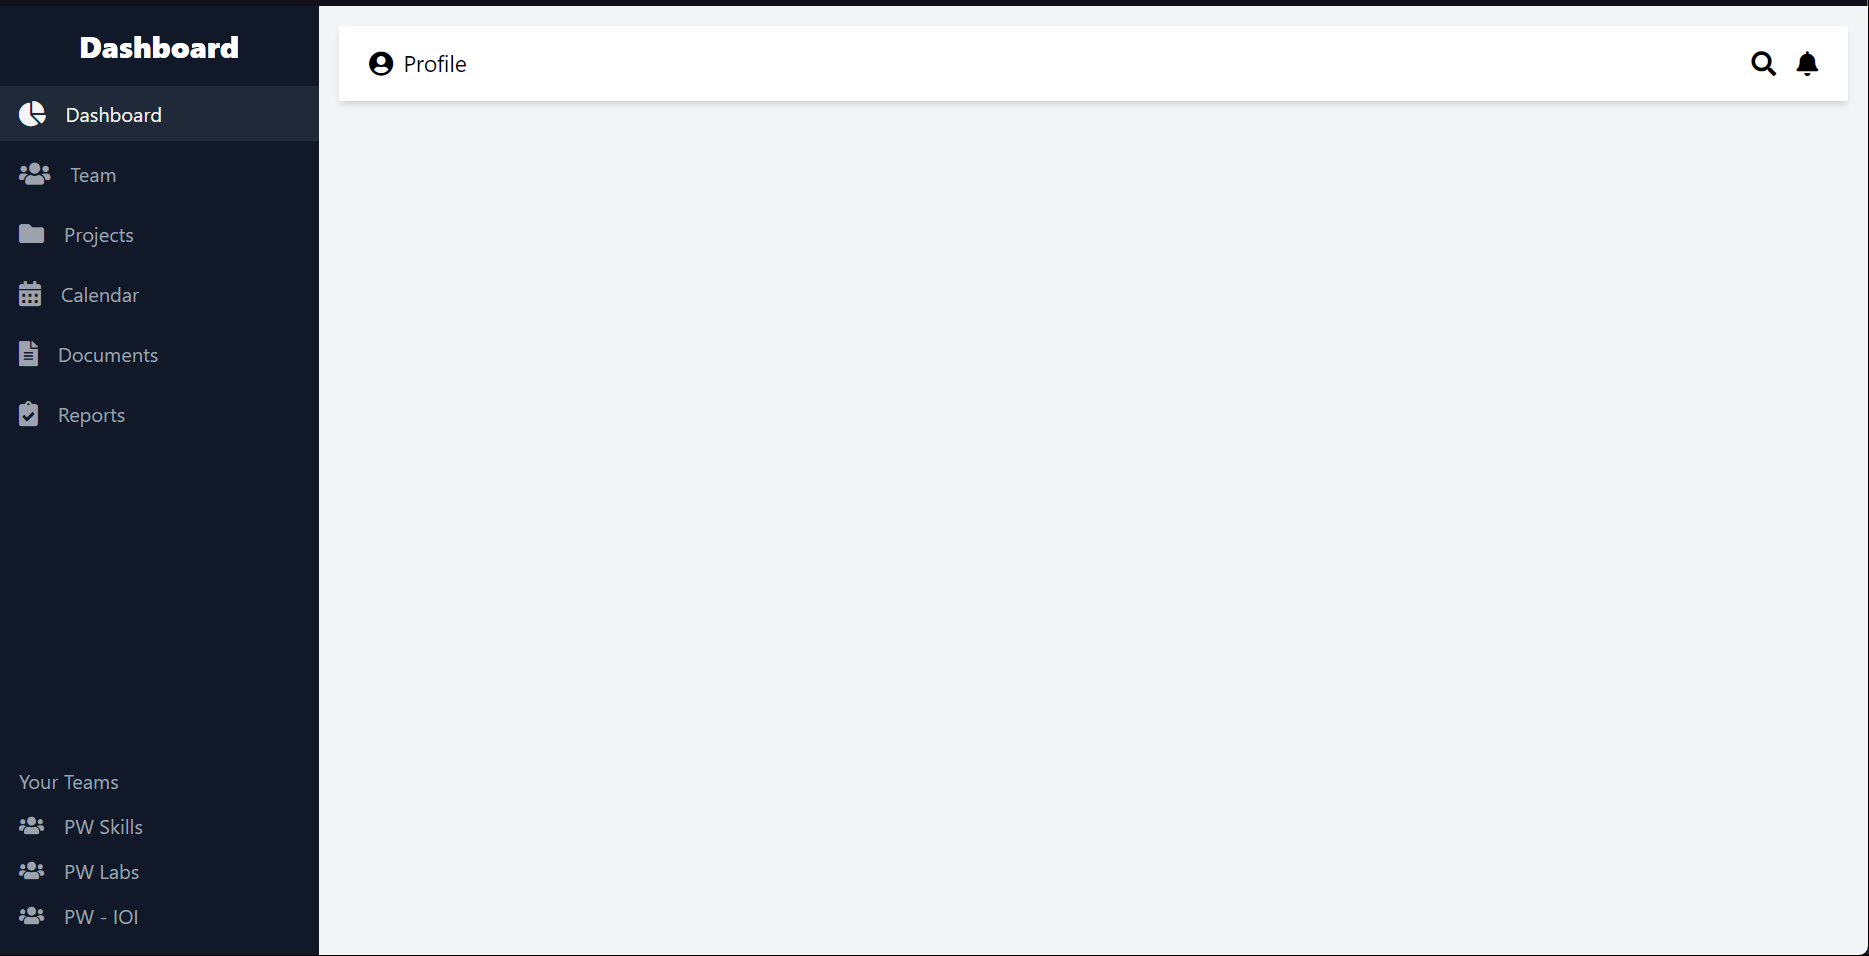 Dashboard
Dashboard
Team
Projects
Calendar
Documents
Reports
Your Teams
PW Skills
PW Labs
PW - IOI
Profile